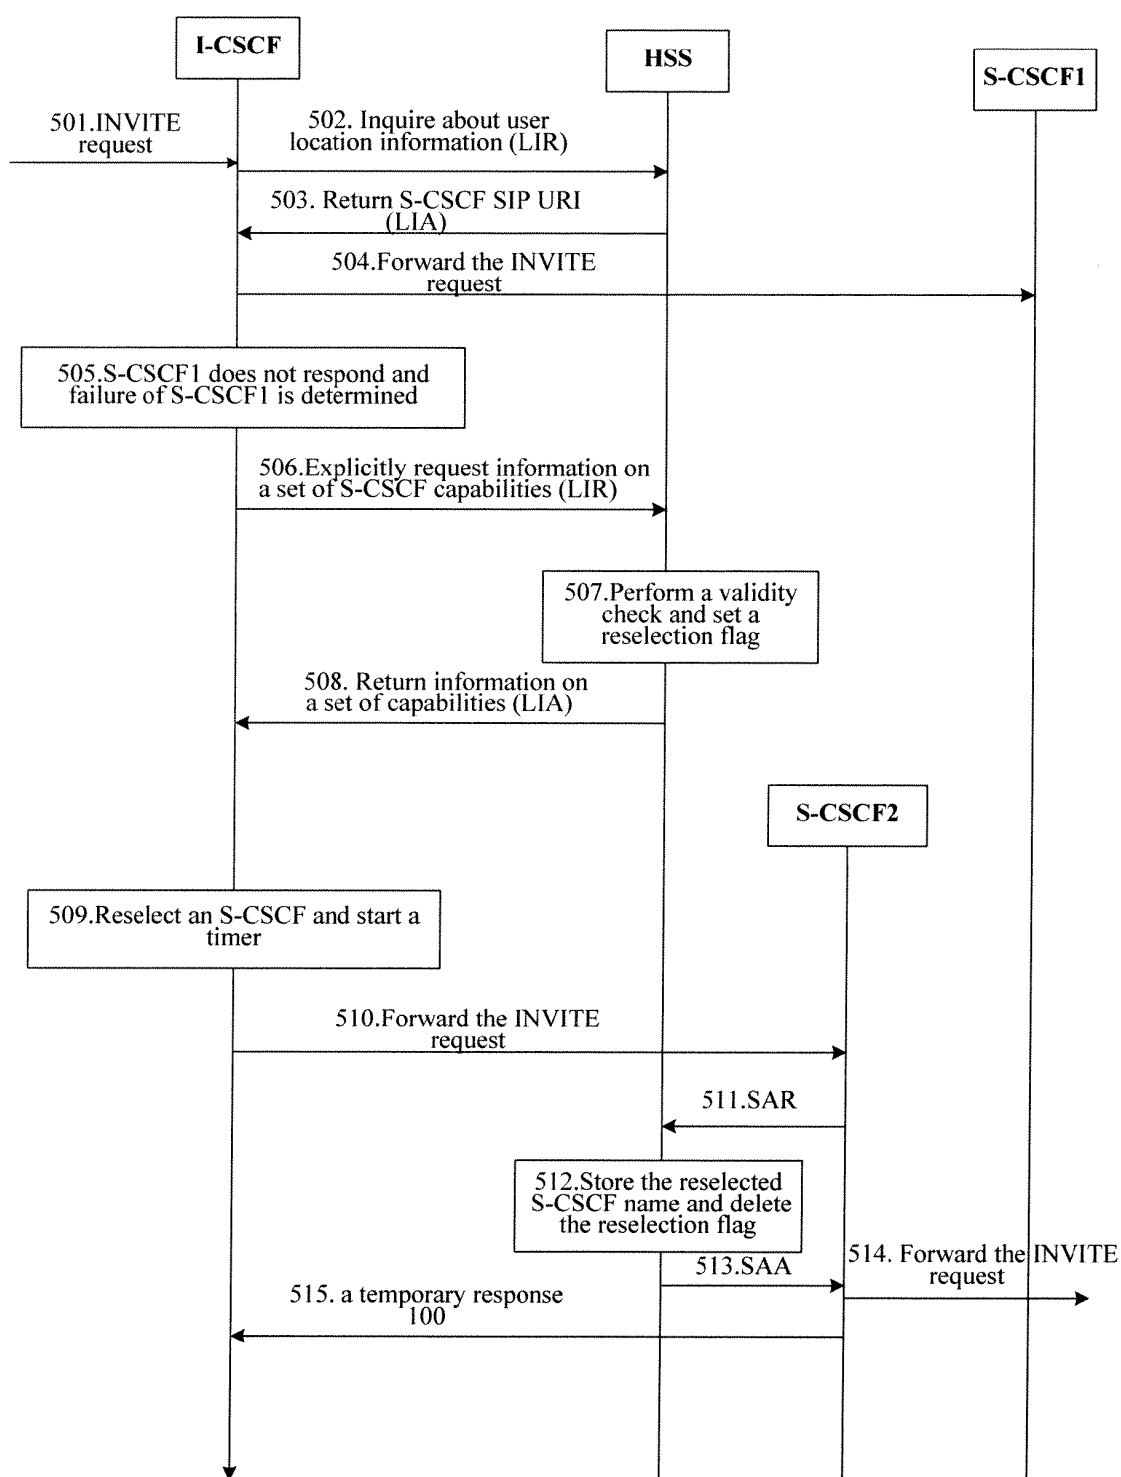 I-CSCF
HSS
S-CSCF1
501.INVITE
request
502. Inquire about user
location information (LIR)
503. Return S-CSCF SIP URI
(LIA)
504.Forward the INVITE
request
505.S-CSCF1 does not respond and
failure of S-CSCF1 is determined
506.Explicitly request information on
a set of S-CSCF capabilities (LIR)
507.Perform a validity
check and set a
reselection flag
508. Return information on
a set of capabilities (LIA)
S-CSCF2
509.Reselect an S-CSCF and start a
timer
510.Forward the INVITE
request
511.SAR
512.Store the reselected
S-CSCF name and delete
the reselection flag
513.SAA
514. Forward the INVITE
request
515. a temporary response
100